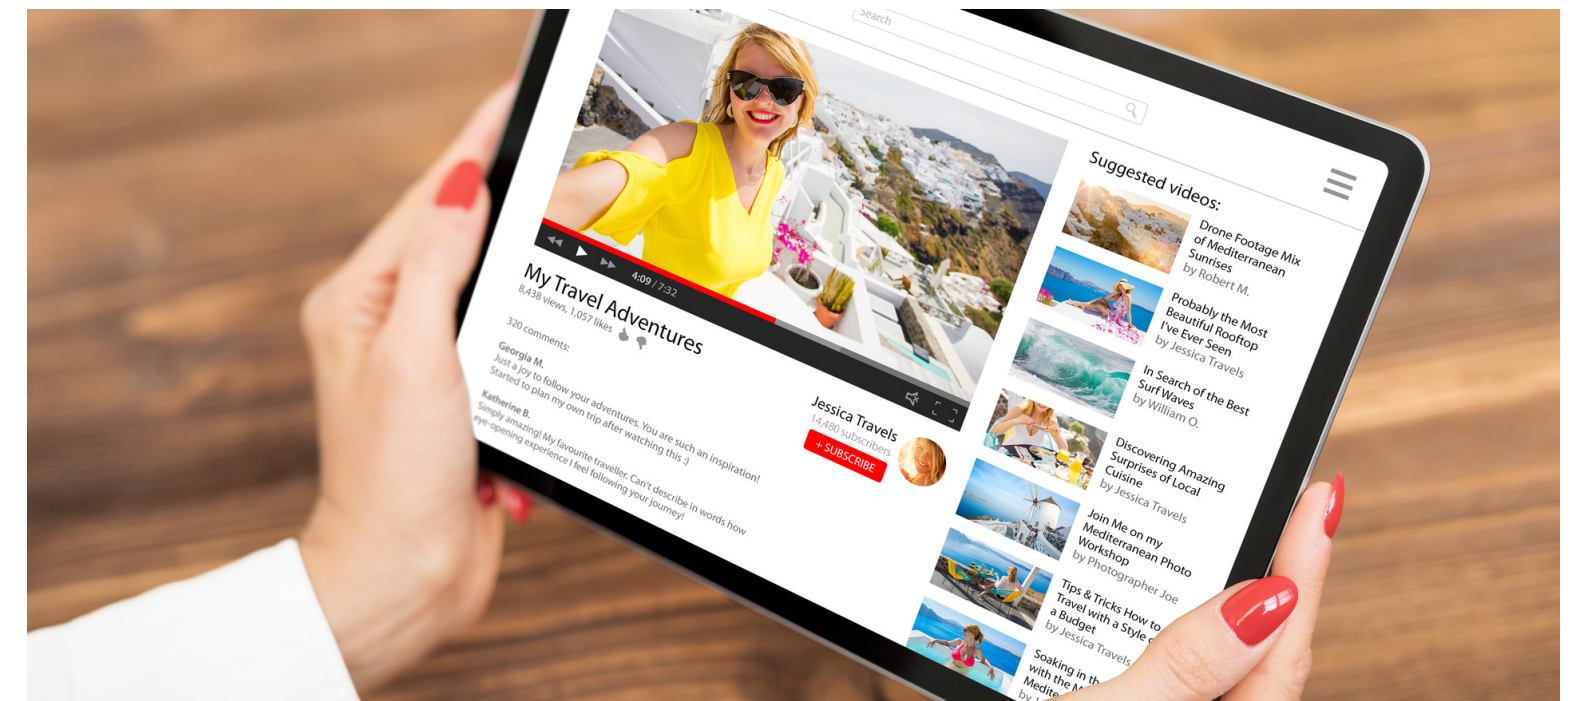 Search
4:09 / 7:32
My Travel Adventures
8,438 views, 1,057 likes
320 comments:
Georgia M.
Just a joy to follow your adventures. You are such an inspiration!
Started to plan my own trip after watching this :)
Katherine B.
Simply amazing! My favourite traveller. Can't describe in words how
eye-opening experience I feel following your journey!
Jessica Travels
14,480 subscribers
+ SUBSCRIBE
Suggested videos:
Drone Footage Mix
of Mediterranean
Sunrises
by Robert M.
Probably the Most
Beautiful Rooftop
I've Ever Seen
by Jessica Travels
In Search of the Best
Surf Waves
by William O.
Discovering Amazing
Surprises of Local
Cuisine
by Jessica Travels
Join Me on my
Mediterranean Photo
Workshop
by Photographer Joe
Tips & Tricks How to
Travel with a Style
a Budget
by Jessica Travels
Soaking in
with the
by